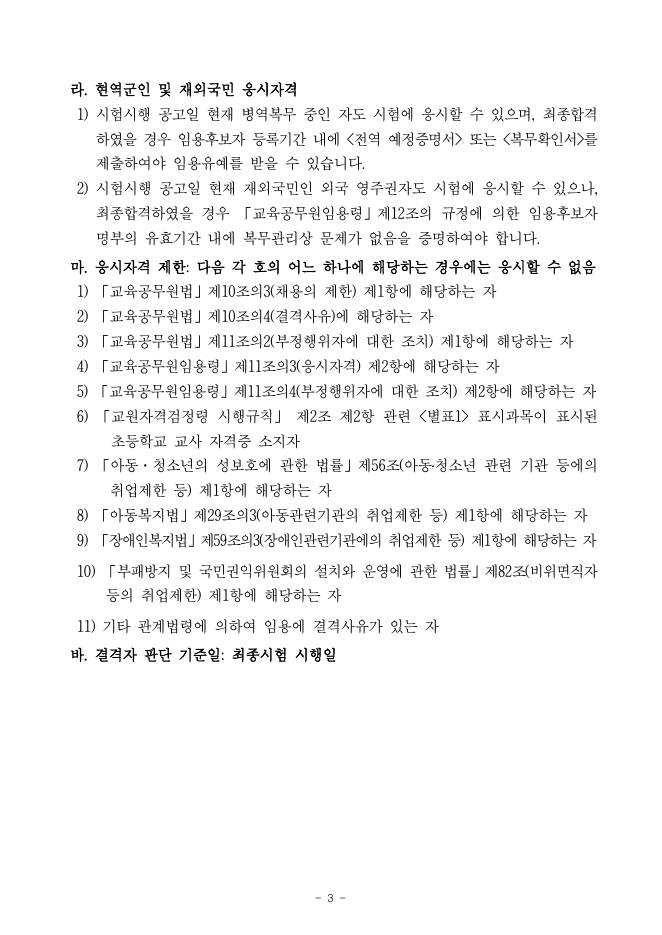 라. 현역군인 및 재외국민 응시자격
1) 시험시행 공고일 현재 병역복무 중인 자도 시험에 응시할 수 있으며, 최종합격
하였을 경우 임용후보자 등록기간 내에 <전역 예정증명서> 또는 <복무확인서>를
제출하여야 임용유예를 받을 수 있습니다.
2) 시험시행 공고일 현재 재외국민인 외국 영주권자도 시험에 응시할 수 있으나,
최종합격하였을 경우 「교육공무원임용령」제12조의 규정에 의한 임용후보자
명부의 유효기간 내에 복무관리상 문제가 없음을 증명하여야 합니다.
마. 응시자격 제한: 다음 각 호의 어느 하나에 해당하는 경우에는 응시할 수 없음
1) 「교육공무원법」제10조의3(채용의 제한) 제1항에 해당하는 자
2) 「교육공무원법」제10조의4(결격사유)에 해당하는 자
3) 「교육공무원법」제11조의2(부정행위자에 대한 조치) 제1항에 해당하는 자
4) 「교육공무원임용령」제11조의3(응시자격) 제2항에 해당하는 자
5) 「교육공무원임용령」제11조의4(부정행위자에 대한 조치) 제2항에 해당하는 자
6) 「교원자격검정령 시행규칙」 제2조 제2항 관련 <별표1> 표시과목이 표시된
초등학교 교사 자격증 소지자
7) 「아동·청소년의 성보호에 관한 법률」제56조(아동·청소년 관련 기관 등에의
취업제한 등) 제1항에 해당하는 자
8) 「아동복지법」제29조의3(아동관련기관의 취업제한 등) 제1항에 해당하는 자
9) 「장애인복지법」제59조의3(장애인관련기관에의 취업제한 등) 제1항에 해당하는 자
10) 「부패방지 및 국민권익위원회의 설치와 운영에 관한 법률」제82조(비위면직자
등의 취업제한) 제1항에 해당하는 자
11) 기타 관계법령에 의하여 임용에 결격사유가 있는 자
바. 결격자 판단 기준일: 최종시험 시행일
- 3 -